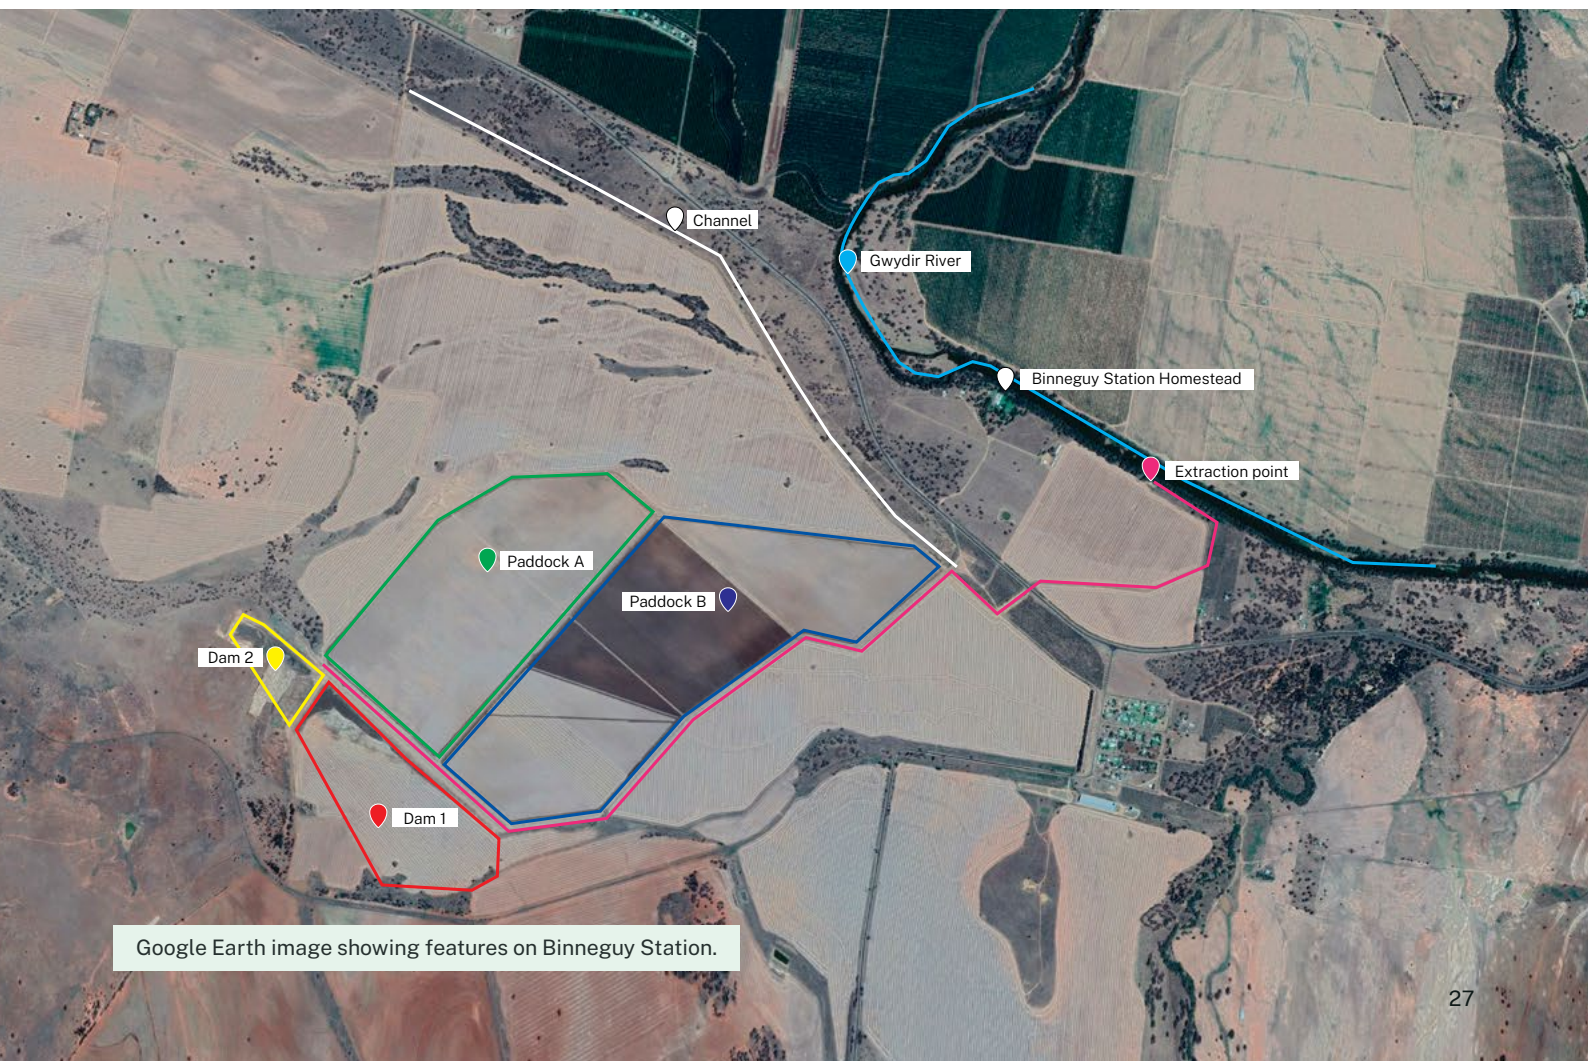 Channel
Gwydir River
Binneguy Station Homestead
Extraction point
Paddock A
Paddock B
Dam 2
Dam 1
Google Earth image showing features on Binneguy Station.
27